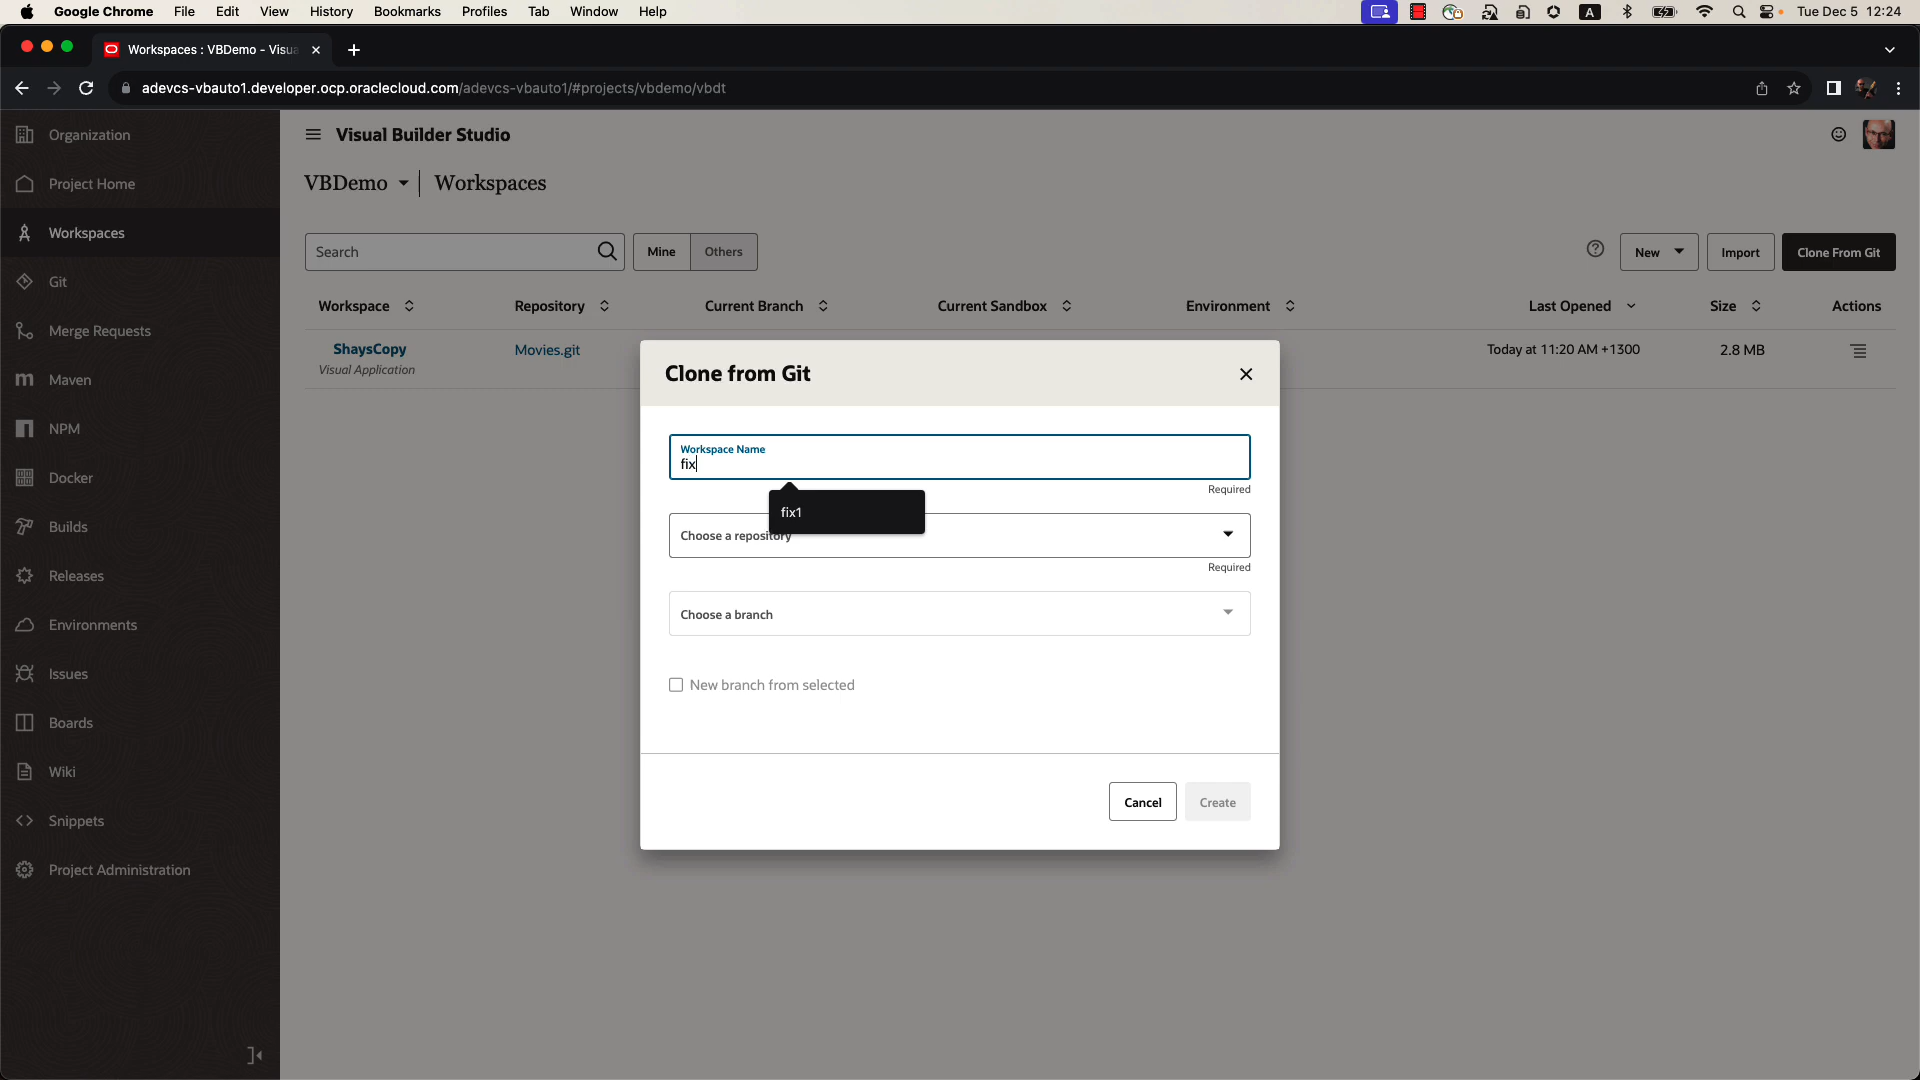 Google Chrome File Edit View History Bookmarks Profiles Tab Window Help A Tue Dec 5 12:24
Workspaces : VBDemo - Visua
adevcs-vbauto1.developer.ocp.oraclecloud.com/adevcs-vbauto1/#projects/vbdemo/vbdt
Organization
Project Home
Workspaces
Git
Merge Requests
Maven
NPM
Docker
Builds
Releases
Environments
Issues
Boards
Wiki
Snippets
Project Administration
Visual Builder Studio
VBDemo Workspaces
Search Mine Others New Import Clone From Git
Workspace Repository Current Branch Current Sandbox Environment Last Opened Size Actions
ShaysCopy Movies.git Today at 11:20 AM +1300 2.8 MB
Visual Application
Clone from Git
Workspace Name
fix
Required
fix1
Choose a repository
Required
Choose a branch
New branch from selected
Cancel Create